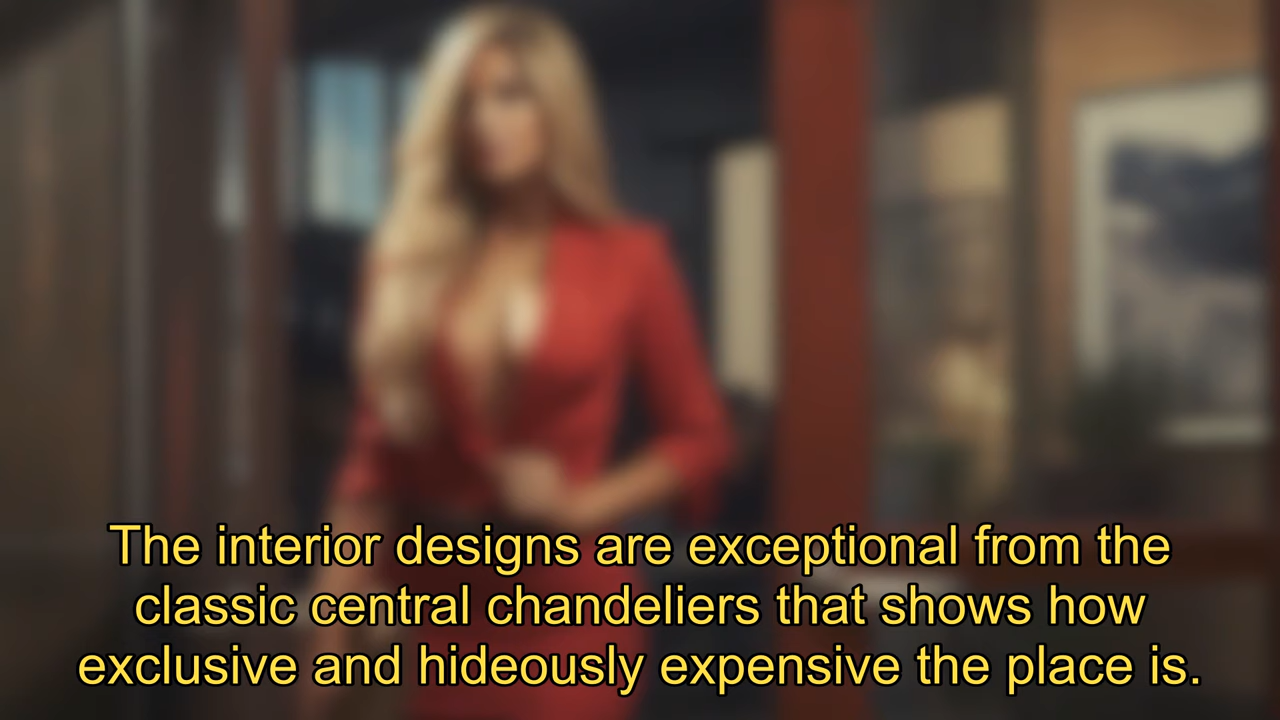 The interior designs are exceptional from the
classic central chandeliers that shows how
exclusive and hideously expensive the place is.